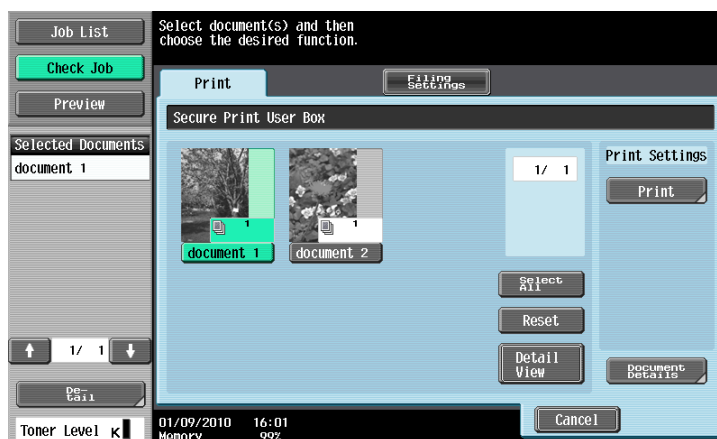 Job List
Check Job
Preview
Selected Documents
document 1
1/ 1
De-
tail
Toner Level K
Select document(s) and then
choose the desired function.
Print
Filing
Settings
Secure Print User Box
1
document 1
1
document 2
1/ 1
Select
All
Reset
Detail
View
Print Settings
Print
Document
Details
01/09/2010 16:01
Memory 99%
Cancel